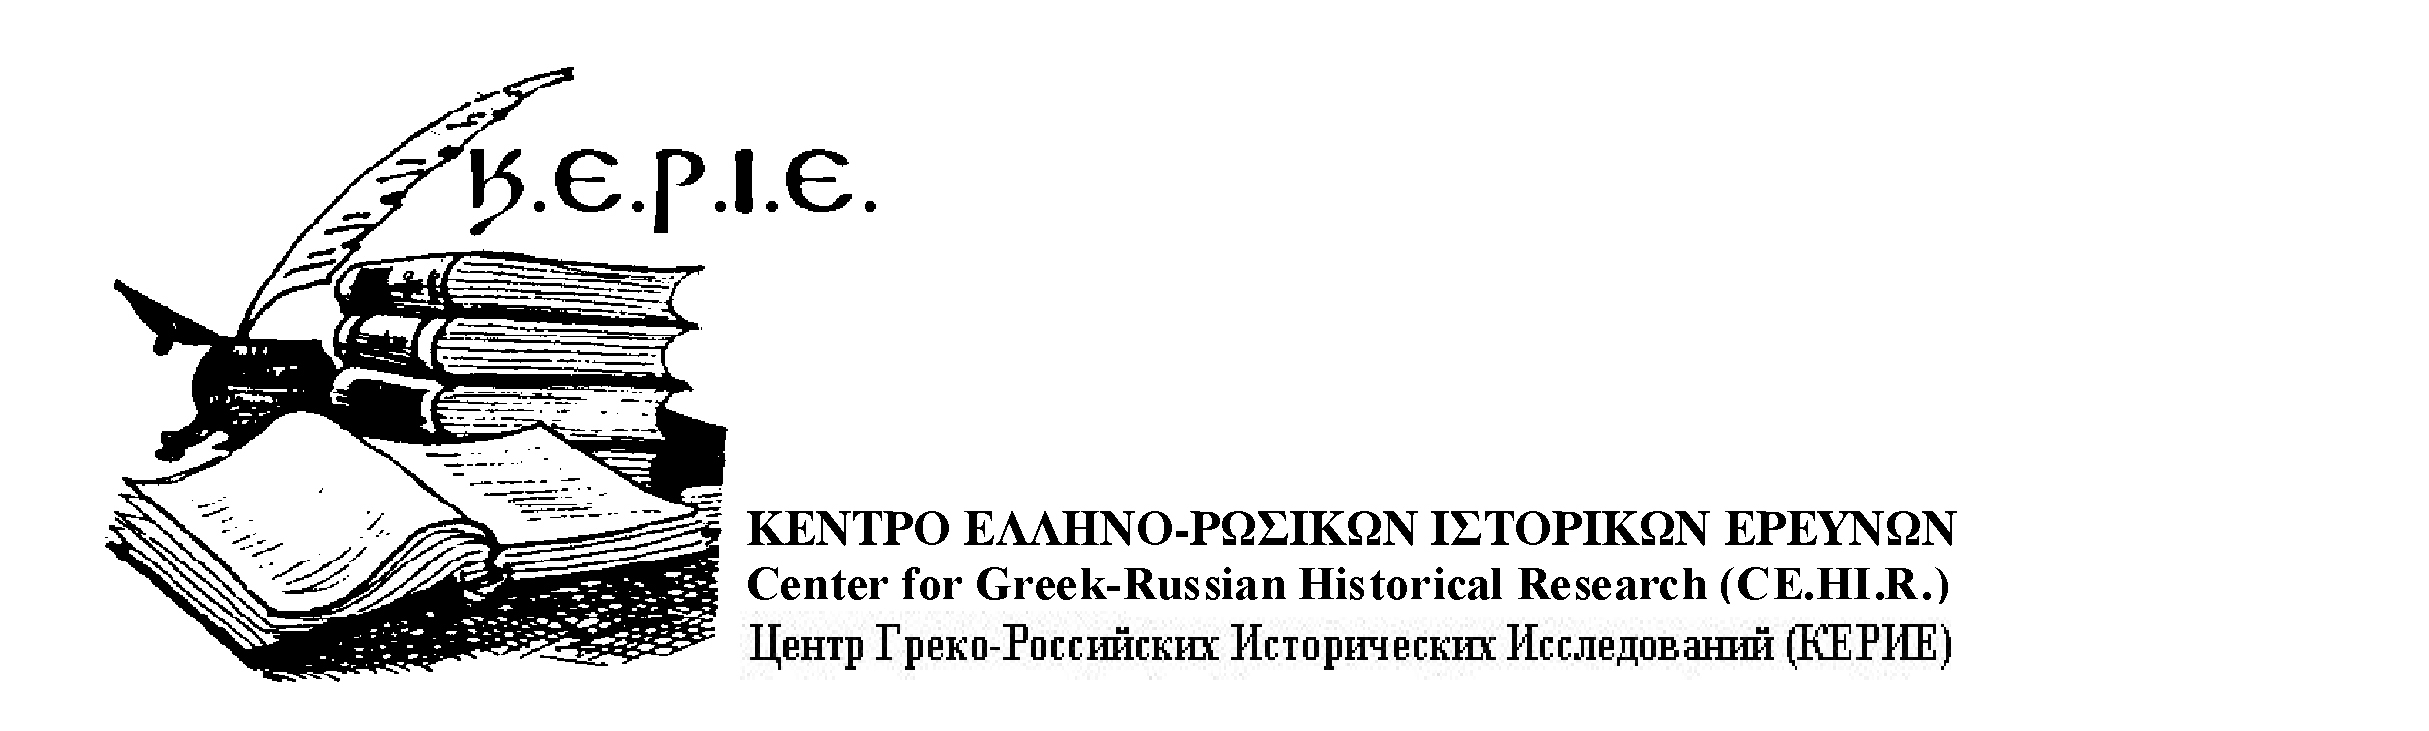 Κ.Ε.Ρ.Ι.Ε.
ΚΕΝΤΡΟ ΕΛΛΗΝΟ-ΡΩΣΙΚΩΝ ΙΣΤΟΡΙΚΩΝ ΕΡΕΥΝΩΝ
Center for Greek-Russian Historical Research (CE.HI.R.)
Центр Греко-Российских Исторических Исследований (КЕРИЕ)